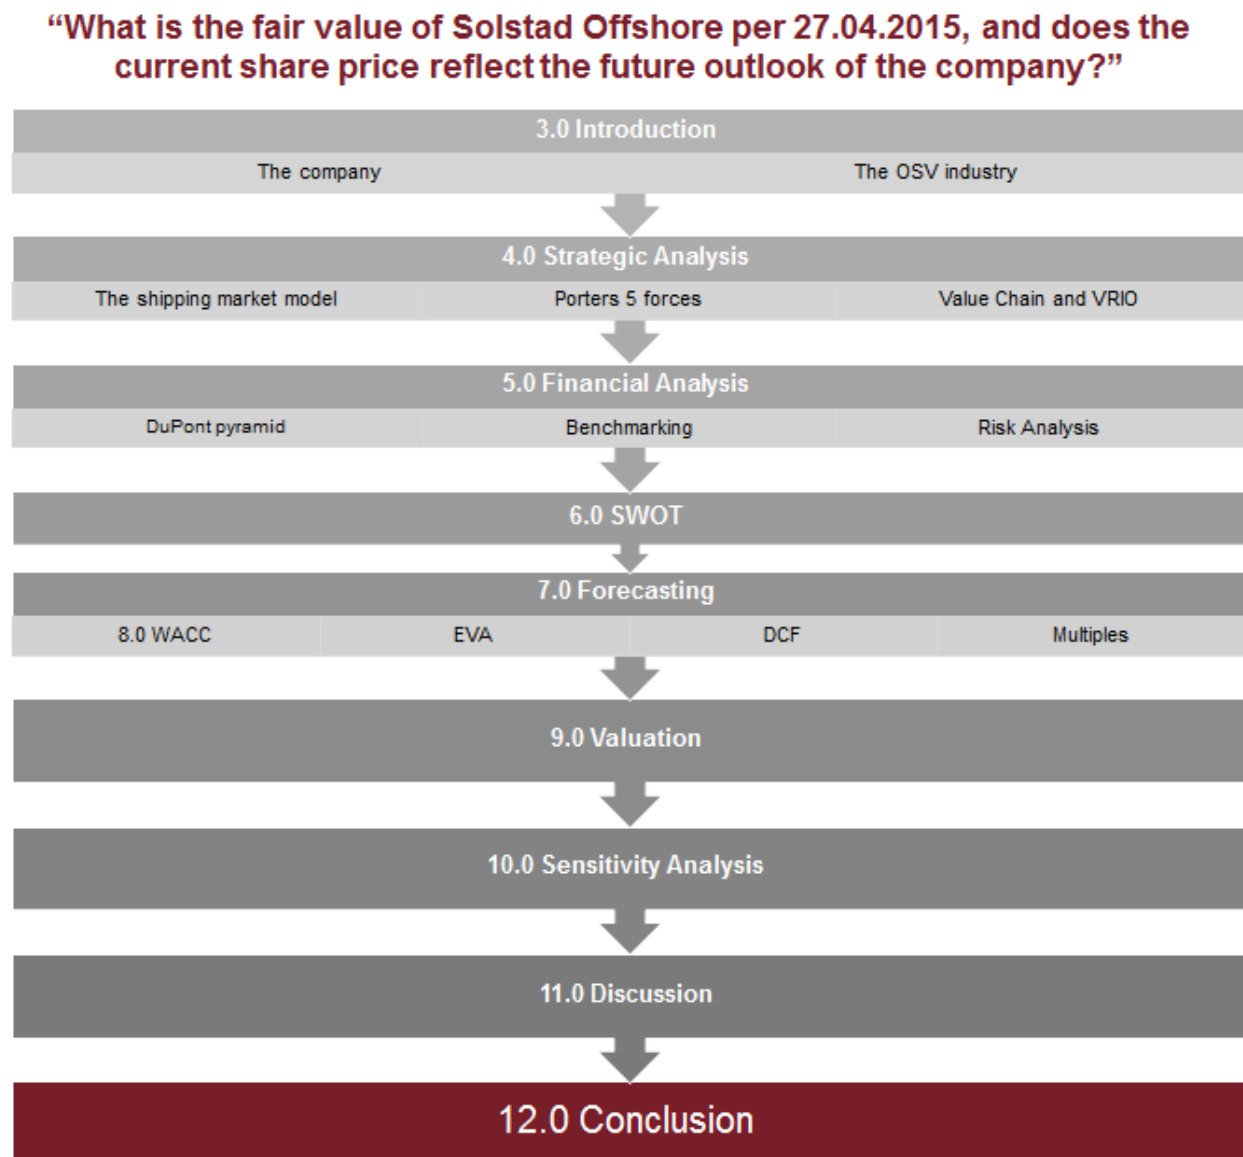 “What is the fair value of Solstad Offshore per 27.04.2015, and does the
current share price reflect the future outlook of the company?”
3.0 Introduction
The company
The OSV industry
4.0 Strategic Analysis
The shipping market model
Porters 5 forces
Value Chain and VRIO
5.0 Financial Analysis
DuPont pyramid
Benchmarking
Risk Analysis
6.0 SWOT
7.0 Forecasting
8.0 WACC
EVA
DCF
Multiples
9.0 Valuation
10.0 Sensitivity Analysis
11.0 Discussion
12.0 Conclusion